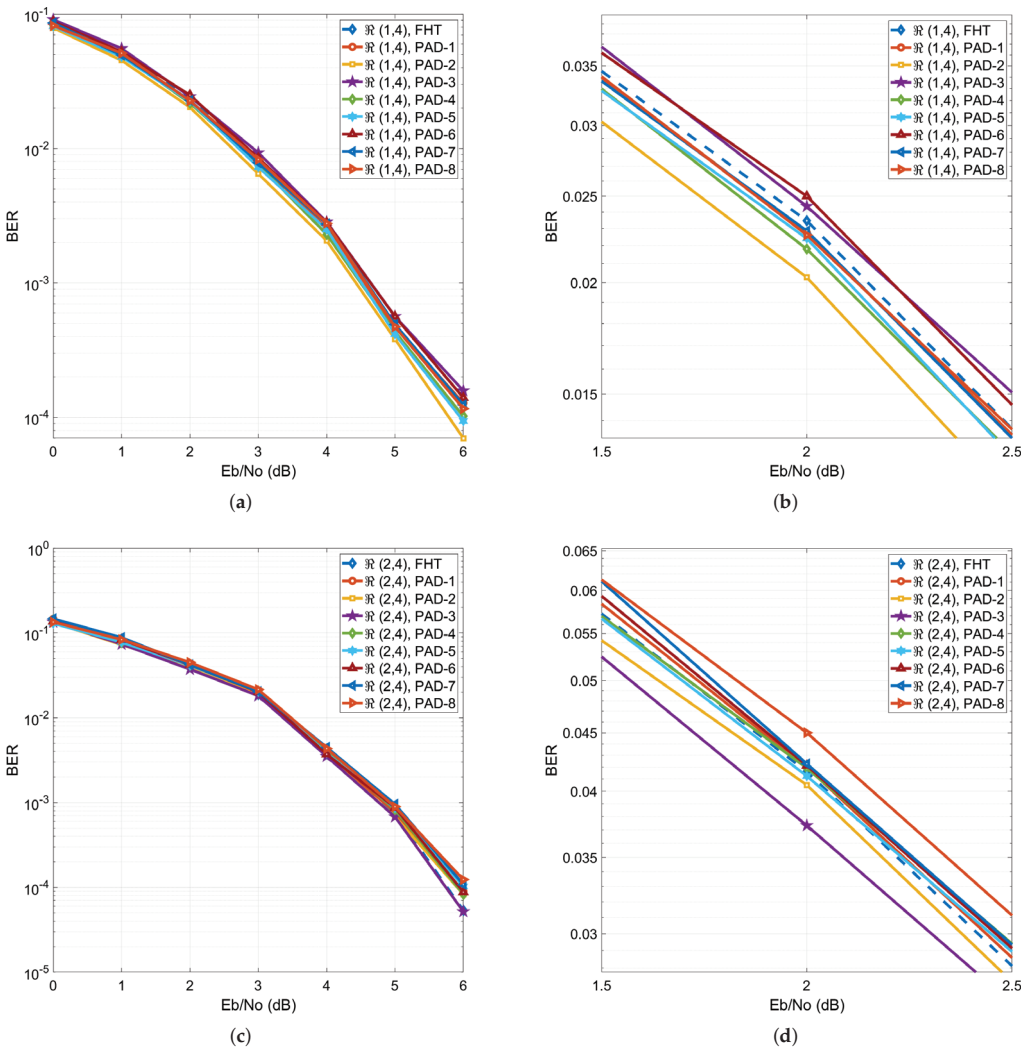 10^-1
10^-2
10^-3
10^-4
BER
0 1 2 3 4 5 6
Eb/No (dB)
ℜ (1,4), FHT
ℜ (1,4), PAD-1
ℜ (1,4), PAD-2
ℜ (1,4), PAD-3
ℜ (1,4), PAD-4
ℜ (1,4), PAD-5
ℜ (1,4), PAD-6
ℜ (1,4), PAD-7
ℜ (1,4), PAD-8
(a)
0.035
0.03
0.025
0.02
0.015
BER
1.5 2 2.5
Eb/No (dB)
ℜ (1,4), FHT
ℜ (1,4), PAD-1
ℜ (1,4), PAD-2
ℜ (1,4), PAD-3
ℜ (1,4), PAD-4
ℜ (1,4), PAD-5
ℜ (1,4), PAD-6
ℜ (1,4), PAD-7
ℜ (1,4), PAD-8
(b)
10^0
10^-1
10^-2
10^-3
10^-4
10^-5
BER
0 1 2 3 4 5 6
Eb/No (dB)
ℜ (2,4), FHT
ℜ (2,4), PAD-1
ℜ (2,4), PAD-2
ℜ (2,4), PAD-3
ℜ (2,4), PAD-4
ℜ (2,4), PAD-5
ℜ (2,4), PAD-6
ℜ (2,4), PAD-7
ℜ (2,4), PAD-8
(c)
0.065
0.06
0.055
0.05
0.045
0.04
0.035
0.03
BER
1.5 2 2.5
Eb/No (dB)
ℜ (2,4), FHT
ℜ (2,4), PAD-1
ℜ (2,4), PAD-2
ℜ (2,4), PAD-3
ℜ (2,4), PAD-4
ℜ (2,4), PAD-5
ℜ (2,4), PAD-6
ℜ (2,4), PAD-7
ℜ (2,4), PAD-8
(d)